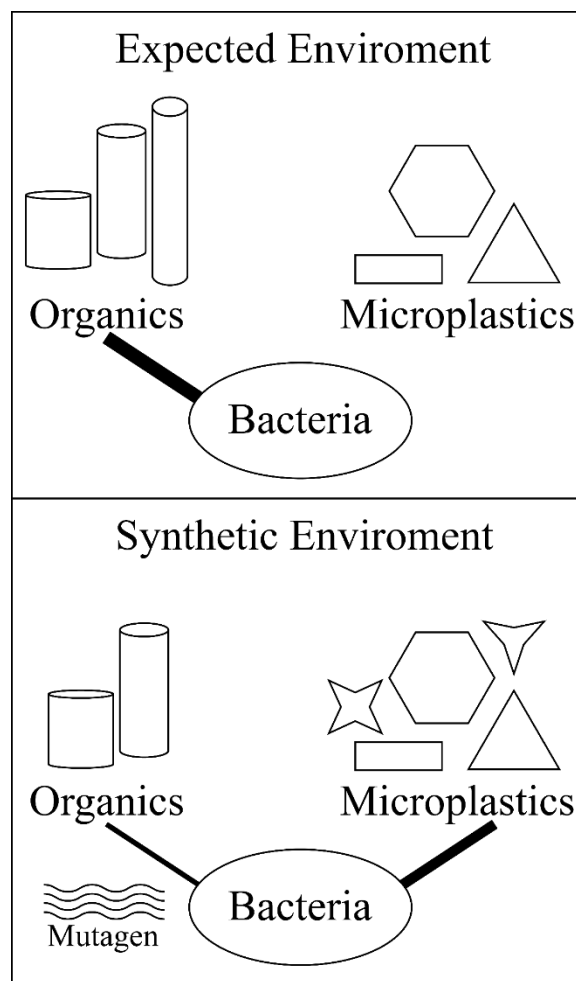 Expected Enviroment
Organics Microplastics
Bacteria
Synthetic Enviroment
Organics Microplastics
Bacteria
Mutagen